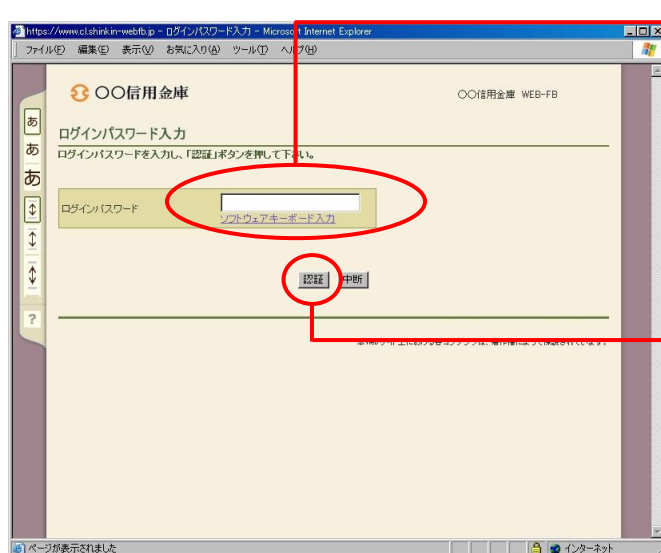 https://www.cl.shinkin-webfb.jp - ログインパスワード入力 - Microsoft Internet Explorer
ファイル(F) 編集(E) 表示(V) お気に入り(A) ツール(T) ヘルプ(H)
〇〇信用金庫
〇〇信用金庫 WEB-FB
あ
あ
あ
ログインパスワード入力
ログインパスワードを入力し、「認証」ボタンを押して下さい。
ログインパスワード
ソフトウェアキーボード入力
認証 中断
?
ページが表示されました
インターネット